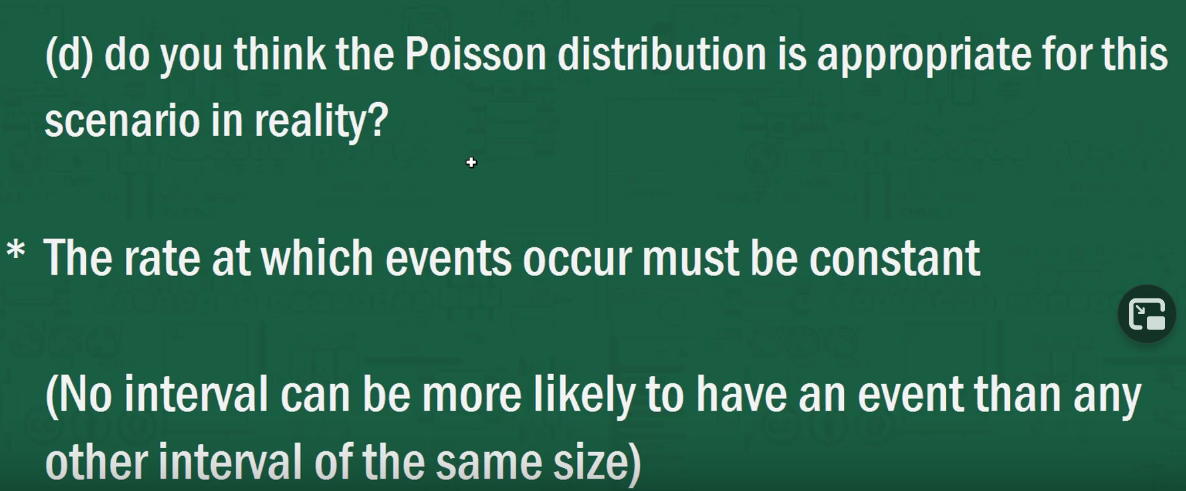 (d) do you think the Poisson distribution is appropriate for this
scenario in reality?
* The rate at which events occur must be constant
(No interval can be more likely to have an event than any
other interval of the same size)